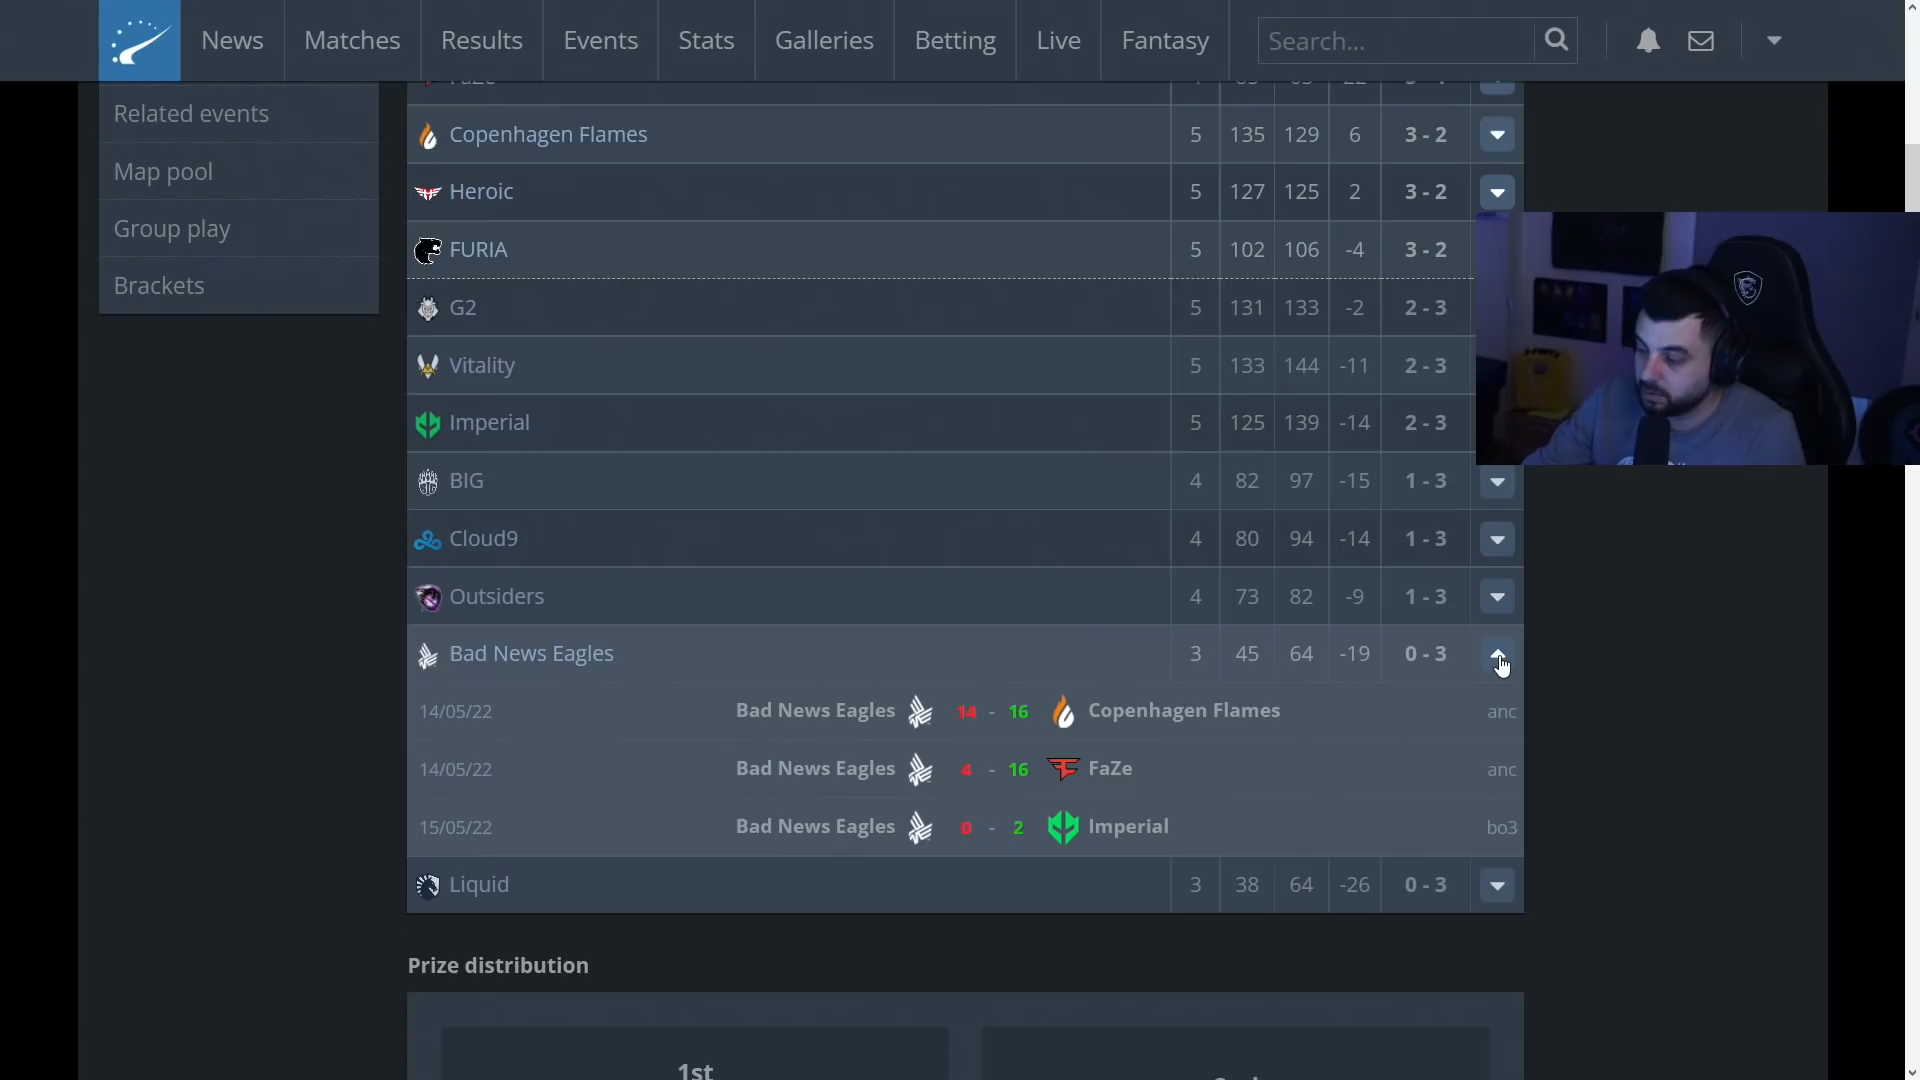 News Matches Results Events Stats Galleries Betting Live Fantasy Search...
Related events
Map pool
Group play
Brackets
Copenhagen Flames 5 135 129 6 3 - 2
Heroic 5 127 125 2 3 - 2
FURIA 5 102 106 -4 3 - 2
G2 5 131 133 -2 2 - 3
Vitality 5 133 144 -11 2 - 3
Imperial 5 125 139 -14 2 - 3
BIG 4 82 97 -15 1 - 3
Cloud9 4 80 94 -14 1 - 3
Outsiders 4 73 82 -9 1 - 3
Bad News Eagles 3 45 64 -19 0 - 3
14/05/22 Bad News Eagles 14 - 16 Copenhagen Flames anc
14/05/22 Bad News Eagles 4 - 16 FaZe anc
15/05/22 Bad News Eagles 0 - 2 Imperial bo3
Liquid 3 38 64 -26 0 - 3
Prize distribution
1st